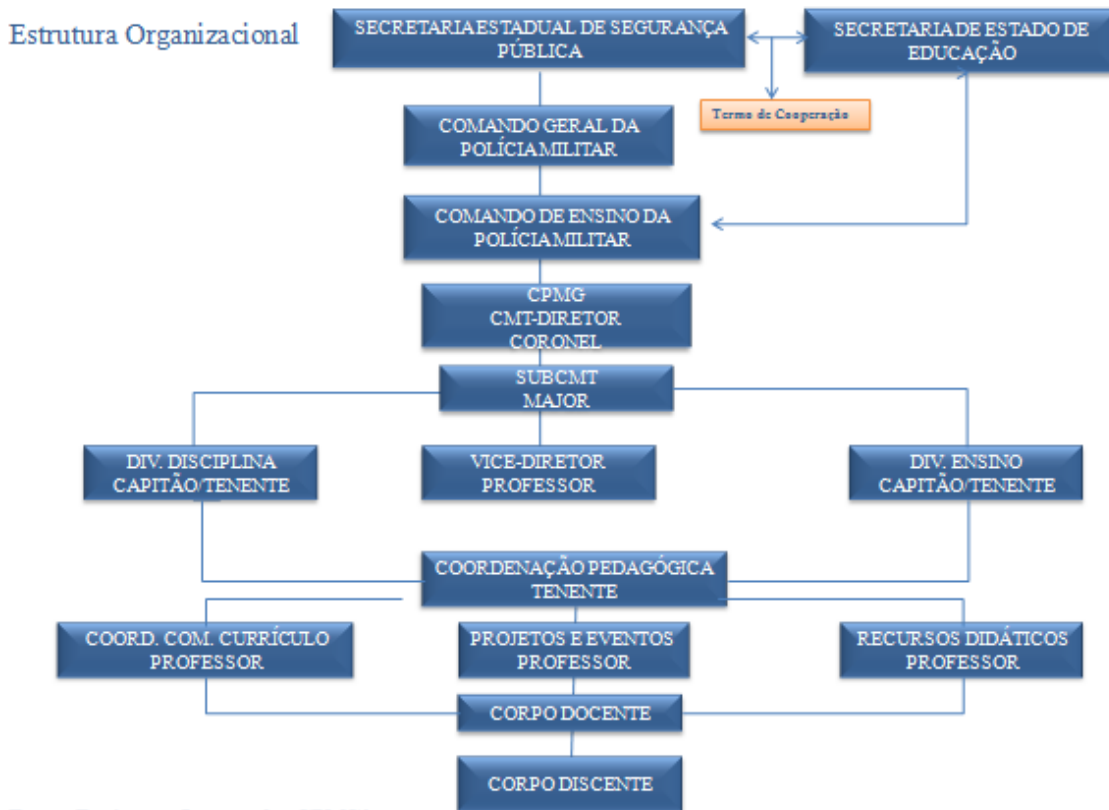 Estrutura Organizacional
SECRETARIA ESTADUAL DE SEGURANÇA
PÚBLICA
SECRETARIA DE ESTADO DE
EDUCAÇÃO
Termo de Cooperação
COMANDO GERAL DA
POLÍCIA MILITAR
COMANDO DE ENSINO DA
POLÍCIA MILITAR
CPMG
CMT-DIRETOR
CORONEL
SUBCMT
MAJOR
DIV. DISCIPLINA
CAPITÃO/TENENTE
VICE-DIRETOR
PROFESSOR
DIV. ENSINO
CAPITÃO/TENENTE
COORDENAÇÃO PEDAGÓGICA
TENENTE
COORD. COM. CURRÍCULO
PROFESSOR
PROJETOS E EVENTOS
PROFESSOR
RECURSOS DIDÁTICOS
PROFESSOR
CORPO DOCENTE
CORPO DISCENTE